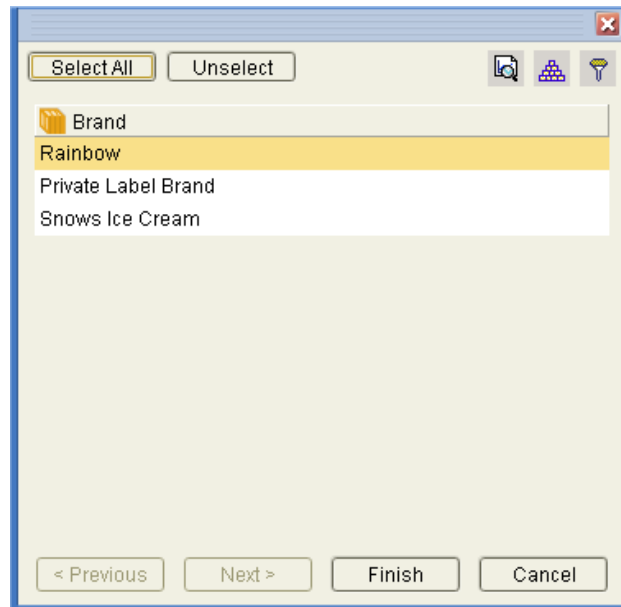 Select All Unselect
Brand
Rainbow
Private Label Brand
Snows Ice Cream
< Previous Next > Finish Cancel